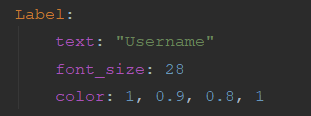 Label:
    text: "Username"
    font_size: 28
    color: 1, 0.9, 0.8, 1